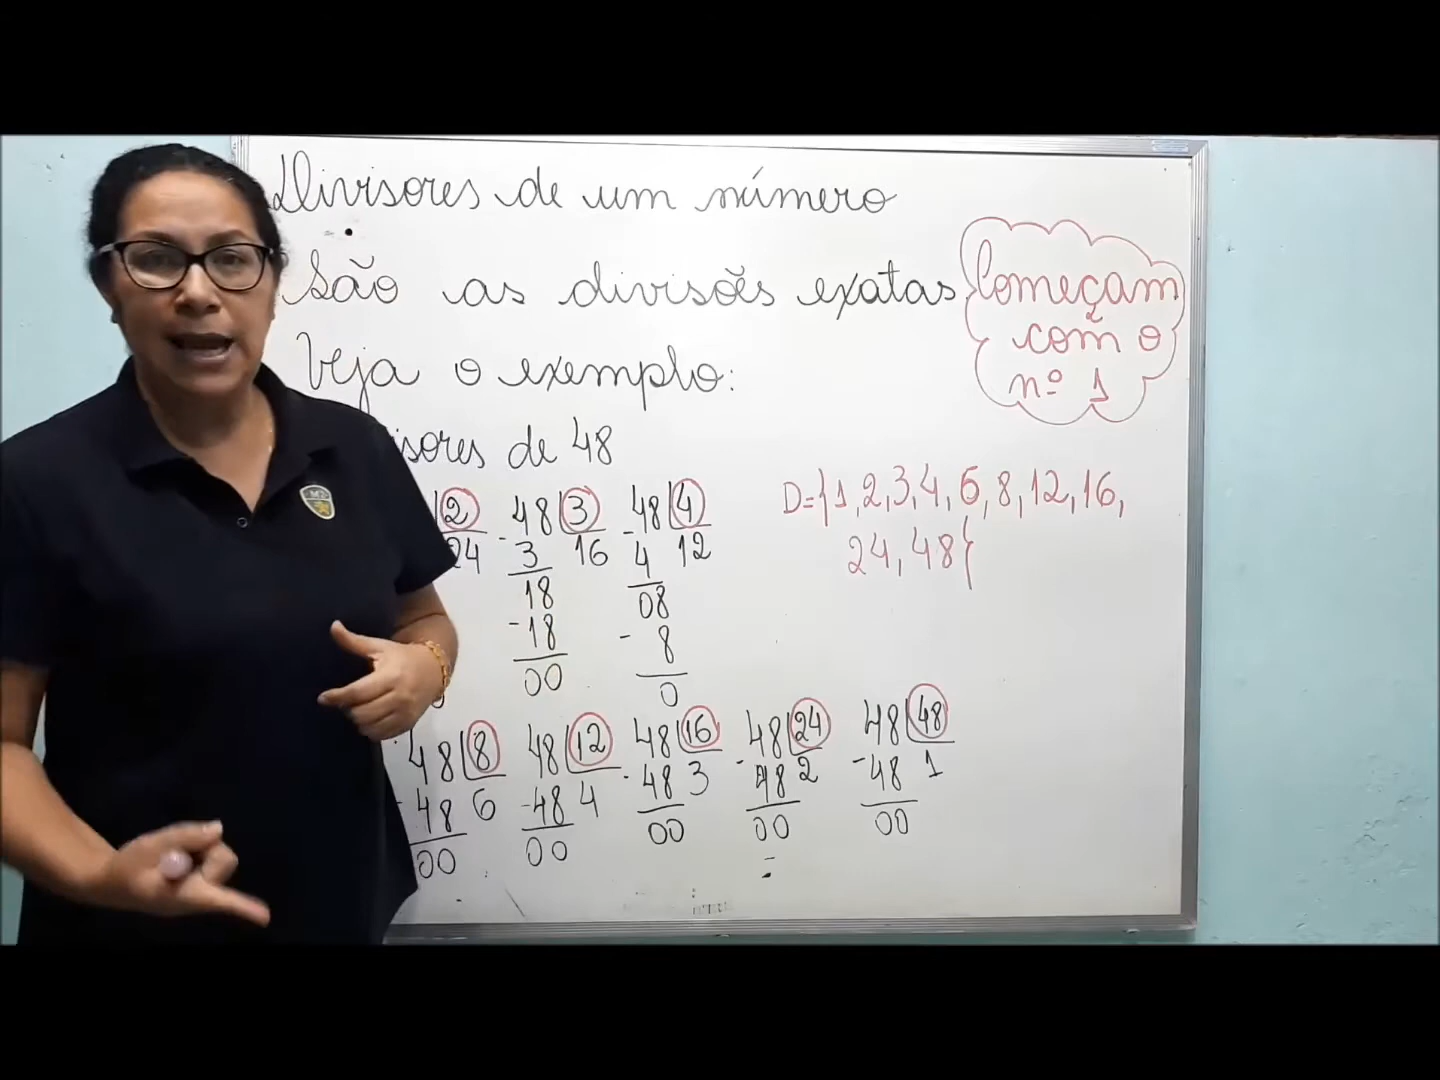 Divisores de um número
São as divisões exatas
Começam
com o
nº 1
Veja o exemplo:
isores de 48
2 - 48 3 - 48 4
24 3 16 4 12
18 08
-18 - 8
00 0
D={1,2,3,4,6,8,12,16,
24,48{
48 8 48 12 48 16 48 24 48 48
-48 6 -48 4 -48 3 -48 2 -48 1
00 00 00 00 00